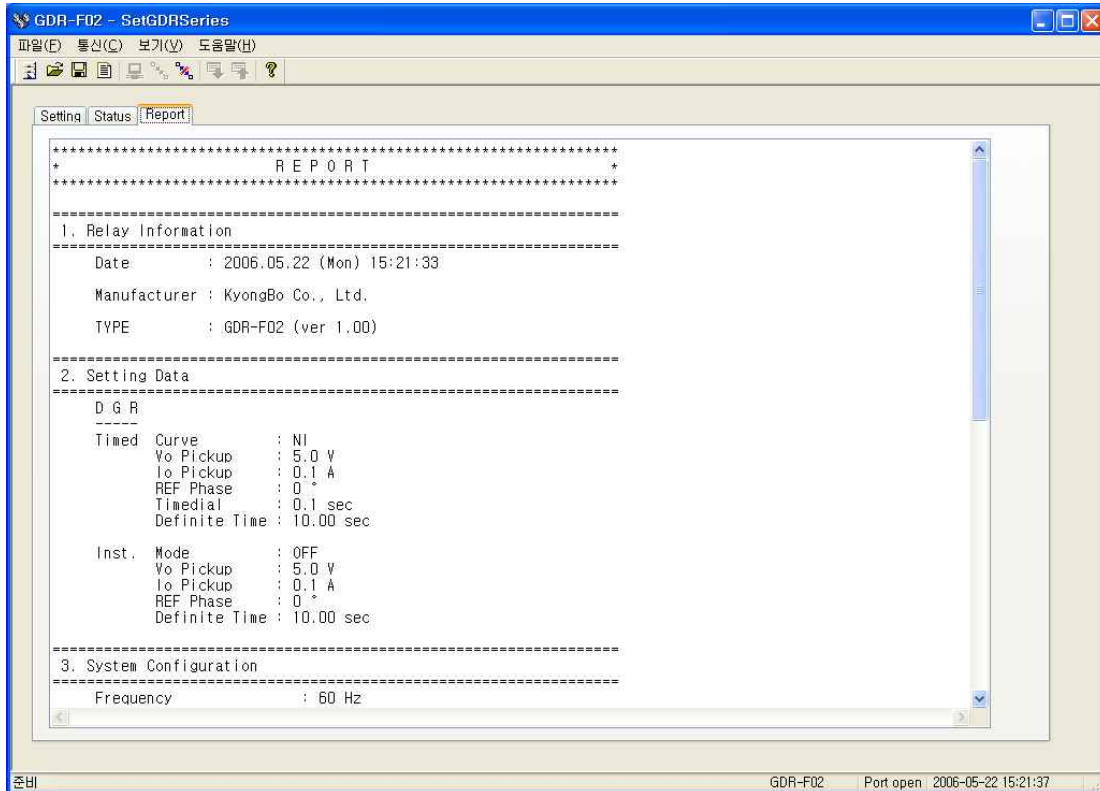 GDR-F02 - SetGDRSeries
파일(F) 통신(C) 보기(V) 도움말(H)
Setting Status Report
******************************************************************
* R E P O R T *
******************************************************************
==================================================================
1. Relay Information
==================================================================
Date : 2006.05.22 (Mon) 15:21:33
Manufacturer : KyongBo Co., Ltd.
TYPE : GDR-F02 (ver 1.00)
==================================================================
2. Setting Data
==================================================================
D G R
-----
Timed Curve : NI
Vo Pickup : 5.0 V
Io Pickup : 0.1 A
REF Phase : 0 °
Timedial : 0.1 sec
Definite Time : 10.00 sec
Inst. Mode : OFF
Vo Pickup : 5.0 V
Io Pickup : 0.1 A
REF Phase : 0 °
Definite Time : 10.00 sec
==================================================================
3. System Configuration
==================================================================
Frequency : 60 Hz
준비 GDR-F02 Port open 2006-05-22 15:21:37